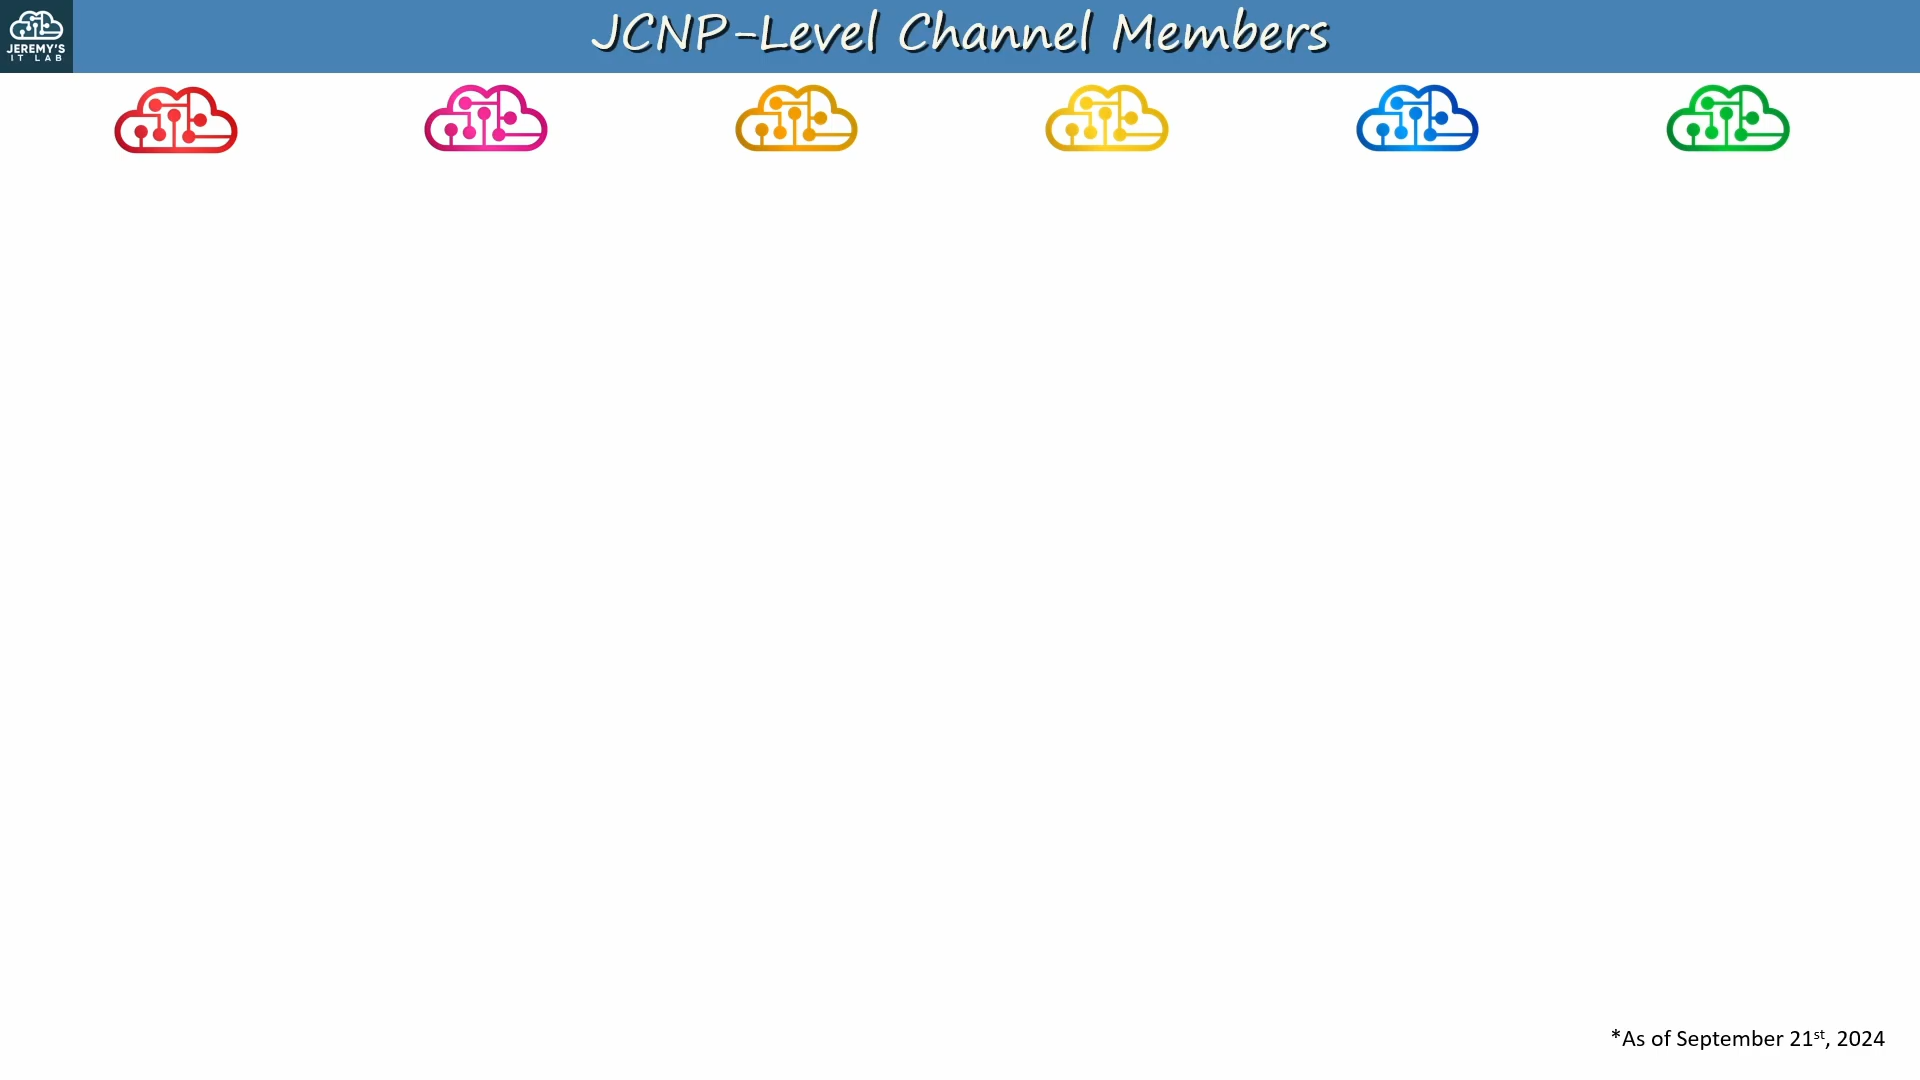 JEREMY'S
IT LAB
JCNP-Level Channel Members
*As of September 21st, 2024